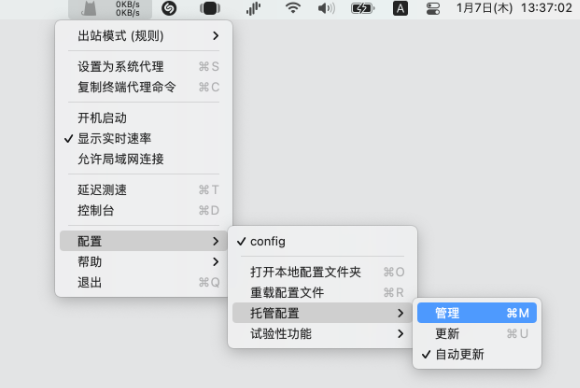 0KB/s
0KB/s
A
1月7日(木) 13:37:02
出站模式 (规则)
设置为系统代理 ⌘S
复制终端代理命令 ⌘C
开机启动
✓ 显示实时速率
允许局域网连接
延迟测速 ⌘T
控制台 ⌘D
配置
帮助
退出 ⌘Q
✓ config
打开本地配置文件夹 ⌘O
重载配置文件 ⌘R
托管配置
试验性功能
管理 ⌘M
更新 ⌘U
✓ 自动更新